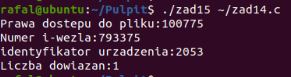 rafal@ubuntu:~/Pulpit$ ./zad15 ~/zad14.c
Prawa dostepu do pliku:100775
Numer i-wezla:793375
identyfikator urzadzenia:2053
Liczba dowiazan:1